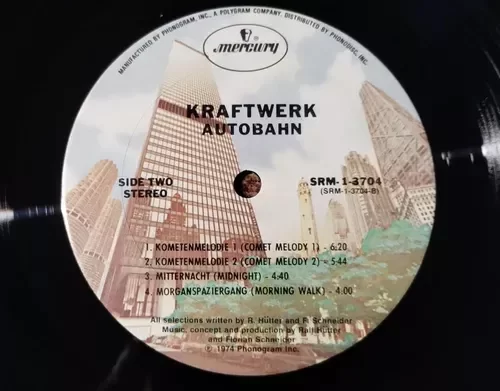 MANUFACTURED BY PHONOGRAM, INC., A POLYGRAM COMPANY, DISTRIBUTED BY PHONODISC, INC.
mercury
KRAFTWERK
AUTOBAHN
SIDE TWO
STEREO
SRM-1-3704
(SRM-1-3704-B)
1. KOMETENMELODIE 1 (COMET MELODY 1) - 6:20
2. KOMETENMELODIE 2 (COMET MELODY 2) - 5:44
3. MITTERNACHT (MIDNIGHT) - 4:40
4. MORGANSPAZIERGANG (MORNING WALK) - 4:00
All selections written by R. Hutter and F. Schneider
Music, concept and production by Ralf Hutter
and Florian Schneider
℗ 1974 Phonogram Inc.